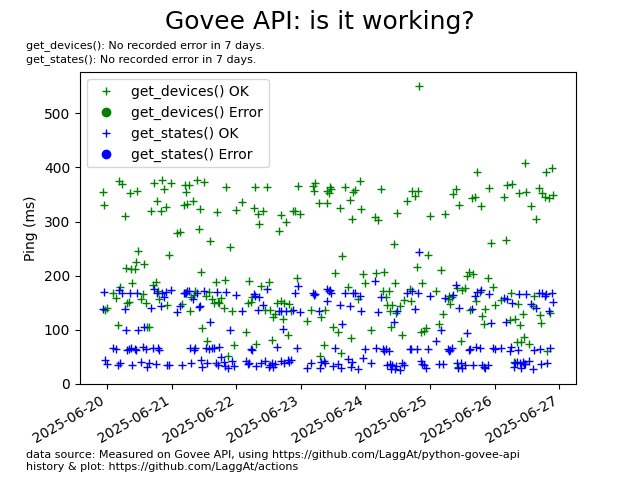 Govee API: is it working?
get_devices(): No recorded error in 7 days.
get_states(): No recorded error in 7 days.
get_devices() OK
get_devices() Error
get_states() OK
get_states() Error
Ping (ms)
500
400
300
200
100
0
2025-06-20
2025-06-21
2025-06-22
2025-06-23
2025-06-24
2025-06-25
2025-06-26
2025-06-27
data source: Measured on Govee API, using https://github.com/LaggAt/python-govee-api
history & plot: https://github.com/LaggAt/actions